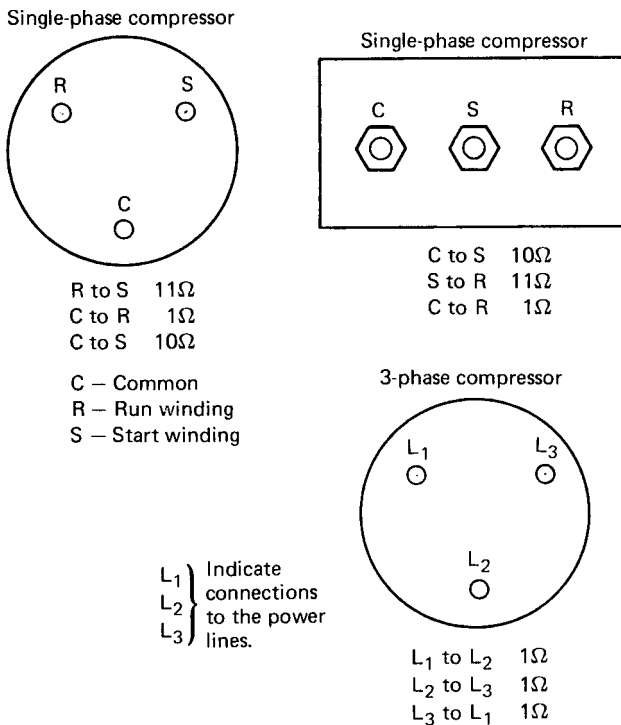 Single-phase compressor
R S
C
R to S 11Ω
C to R 1Ω
C to S 10Ω
C – Common
R – Run winding
S – Start winding
Single-phase compressor
C S R
C to S 10Ω
S to R 11Ω
C to R 1Ω
3-phase compressor
L₁ L₃
L₂
L₁ Indicate
L₂ connections
L₃ to the power
lines.
L₁ to L₂ 1Ω
L₂ to L₃ 1Ω
L₃ to L₁ 1Ω